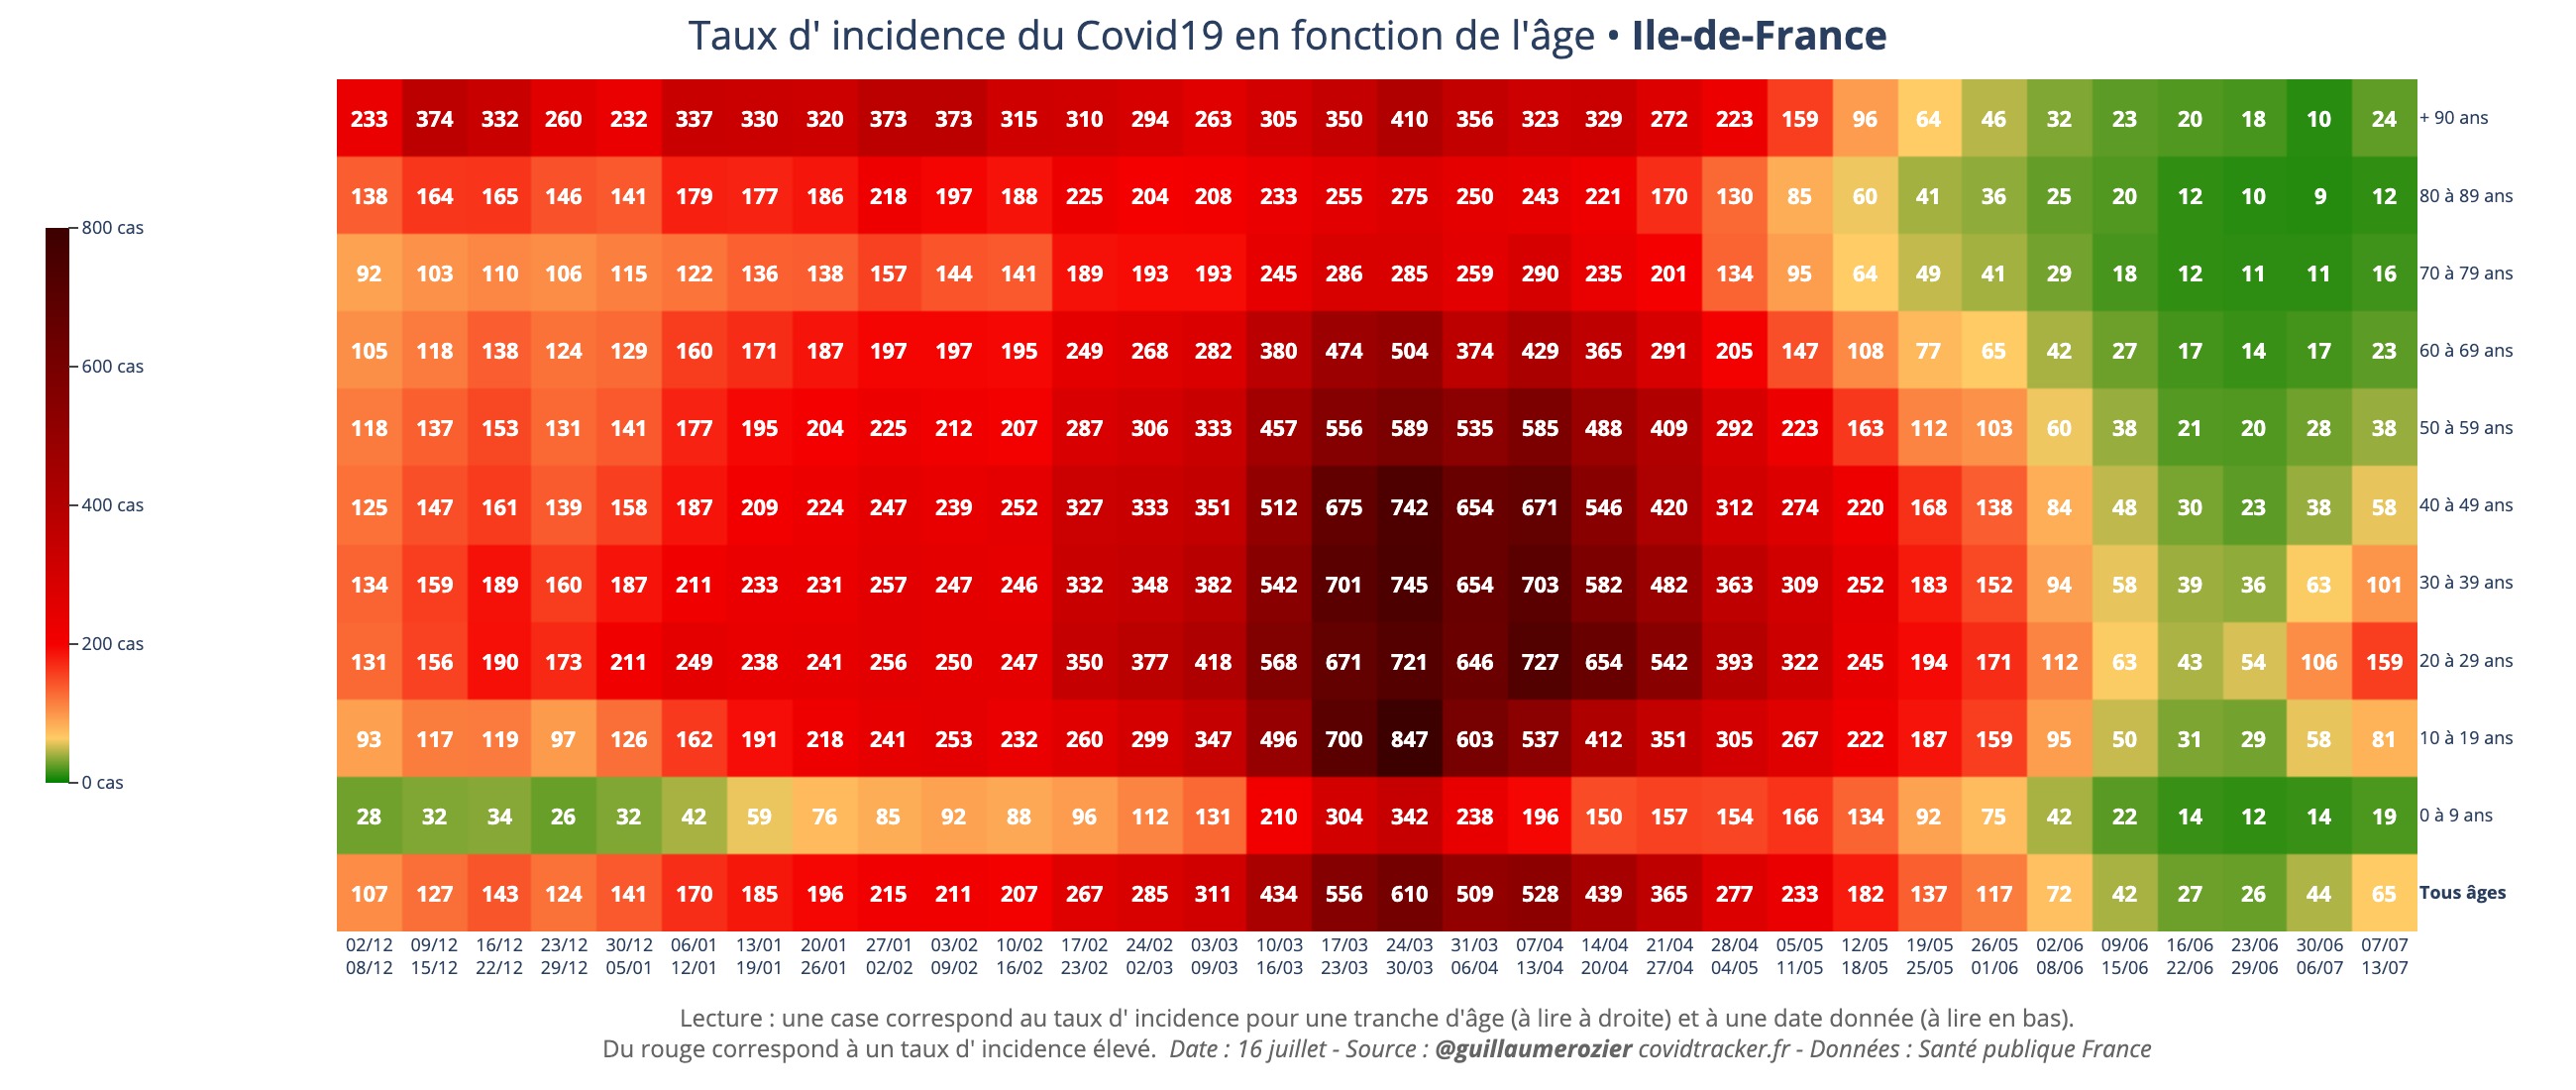 Taux d' incidence du Covid19 en fonction de l'âge • Ile-de-France
800 cas
600 cas
400 cas
200 cas
0 cas
233 374 332 260 232 337 330 320 373 373 315 310 294 263 305 350 410 356 323 329 272 223 159 96 64 46 32 23 20 18 10 24 + 90 ans
138 164 165 146 141 179 177 186 218 197 188 225 204 208 233 255 275 250 243 221 170 130 85 60 41 36 25 20 12 10 9 12 80 à 89 ans
92 103 110 106 115 122 136 138 157 144 141 189 193 193 245 286 285 259 290 235 201 134 95 64 49 41 29 18 12 11 11 16 70 à 79 ans
105 118 138 124 129 160 171 187 197 197 195 249 268 282 380 474 504 374 429 365 291 205 147 108 77 65 42 27 17 14 17 23 60 à 69 ans
118 137 153 131 141 177 195 204 225 212 207 287 306 333 457 556 589 535 585 488 409 292 223 163 112 103 60 38 21 20 28 38 50 à 59 ans
125 147 161 139 158 187 209 224 247 239 252 327 333 351 512 675 742 654 671 546 420 312 274 220 168 138 84 48 30 23 38 58 40 à 49 ans
134 159 189 160 187 211 233 231 257 247 246 332 348 382 542 701 745 654 703 582 482 363 309 252 183 152 94 58 39 36 63 101 30 à 39 ans
131 156 190 173 211 249 238 241 256 250 247 350 377 418 568 671 721 646 727 654 542 393 322 245 194 171 112 63 43 54 106 159 20 à 29 ans
93 117 119 97 126 162 191 218 241 253 232 260 299 347 496 700 847 603 537 412 351 305 267 222 187 159 95 50 31 29 58 81 10 à 19 ans
28 32 34 26 32 42 59 76 85 92 88 96 112 131 210 304 342 238 196 150 157 154 166 134 92 75 42 22 14 12 14 19 0 à 9 ans
107 127 143 124 141 170 185 196 215 211 207 267 285 311 434 556 610 509 528 439 365 277 233 182 137 117 72 42 27 26 44 65 Tous âges
02/12 09/12 16/12 23/12 30/12 06/01 13/01 20/01 27/01 03/02 10/02 17/02 24/02 03/03 10/03 17/03 24/03 31/03 07/04 14/04 21/04 28/04 05/05 12/05 19/05 26/05 02/06 09/06 16/06 23/06 30/06 07/07
08/12 15/12 22/12 29/12 05/01 12/01 19/01 26/01 02/02 09/02 16/02 23/02 02/03 09/03 16/03 23/03 30/03 06/04 13/04 20/04 27/04 04/05 11/05 18/05 25/05 01/06 08/06 15/06 22/06 29/06 06/07 13/07
Lecture : une case correspond au taux d' incidence pour une tranche d'âge (à lire à droite) et à une date donnée (à lire en bas).
Du rouge correspond à un taux d' incidence élevé. Date : 16 juillet - Source : @guillaumerozier covidtracker.fr - Données : Santé publique France